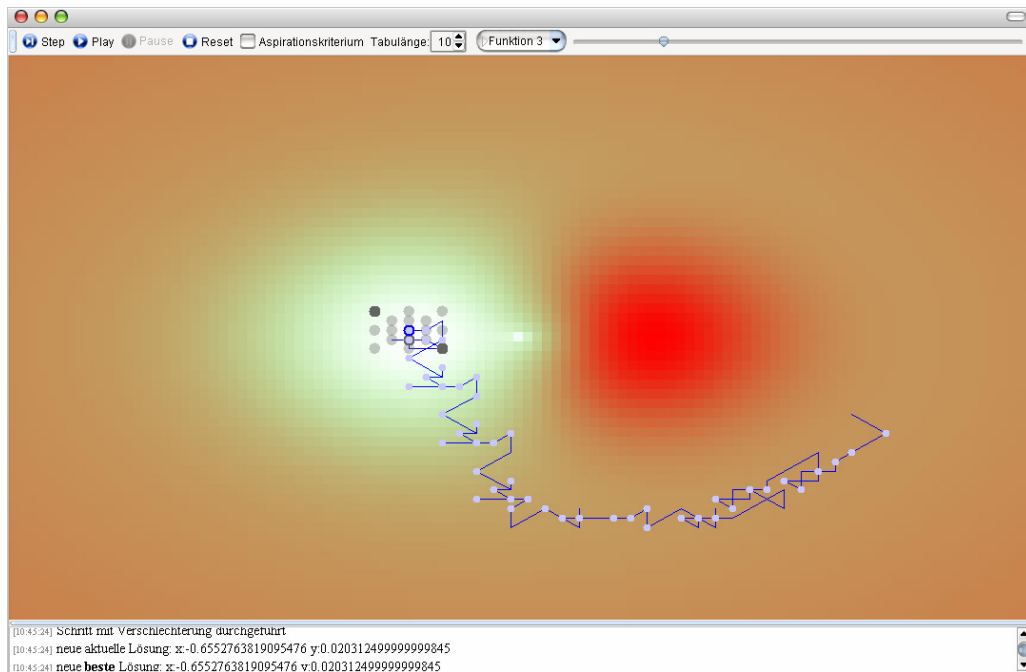 Step Play Pause Reset Aspirationskriterium Tabulänge: 10 Funktion 3
[10:45:24] Schritt mit Verschlechterung durchgeführt
[10:45:24] neue aktuelle Lösung: x:-0.6552763819095476 y:0.020312499999999845
[10:45:24] neue beste Lösung: x:-0.6552763819095476 y:0.020312499999999845